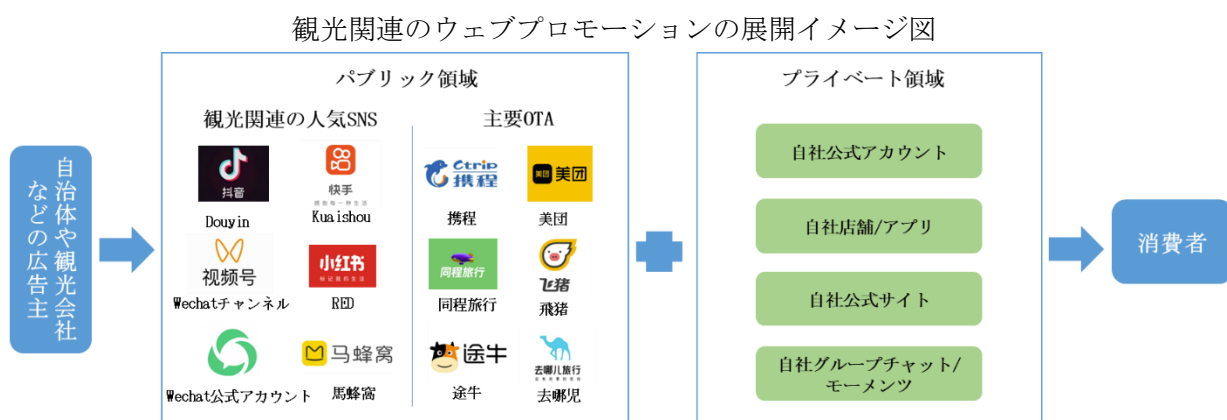 観光関連のウェブプロモーションの展開イメージ図
自治体や観光会社
などの広告主
パブリック領域
観光関連の人気SNS
抖音
Douyin
快手
Kuaishou
视频号
Wechatチャンネル
小红书
标记我的生活
RED
Wechat公式アカウント
马蜂窝
馬蜂窩
主要OTA
Ctrip
携程
携程
美团 美团
美団
同程旅行
同程旅行
飞猪
飛猪
途牛
途牛
去哪儿旅行
去哪児
プライベート領域
自社公式アカウント
自社店舗/アプリ
自社公式サイト
自社グループチャット/
モーメンツ
消費者